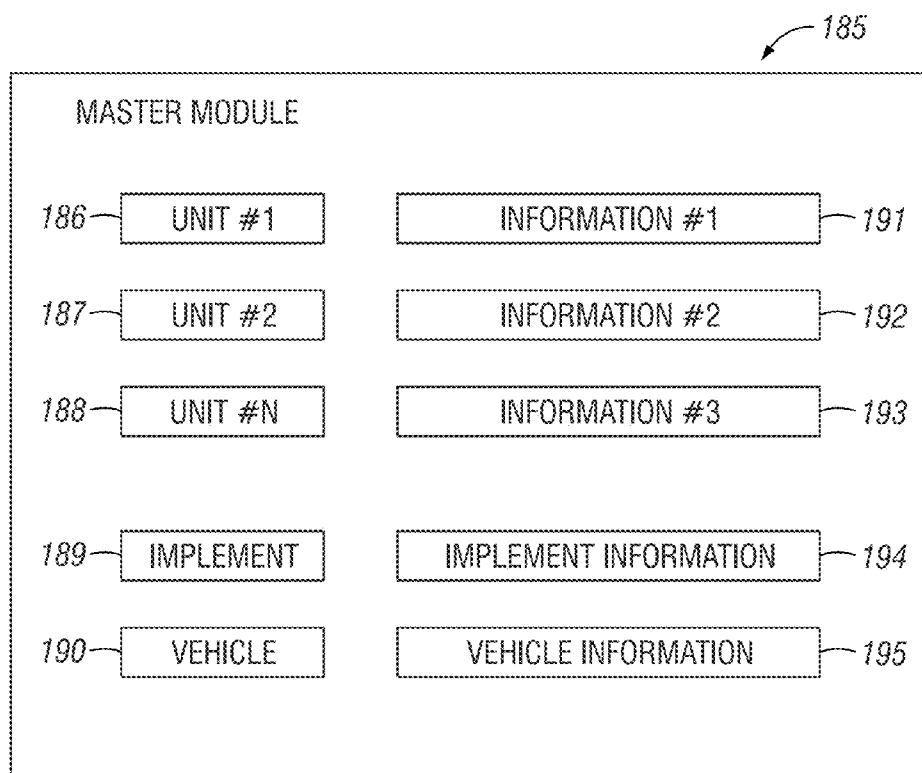 185
MASTER MODULE
186 UNIT #1 INFORMATION #1 191
187 UNIT #2 INFORMATION #2 192
188 UNIT #N INFORMATION #3 193
189 IMPLEMENT IMPLEMENT INFORMATION 194
190 VEHICLE VEHICLE INFORMATION 195